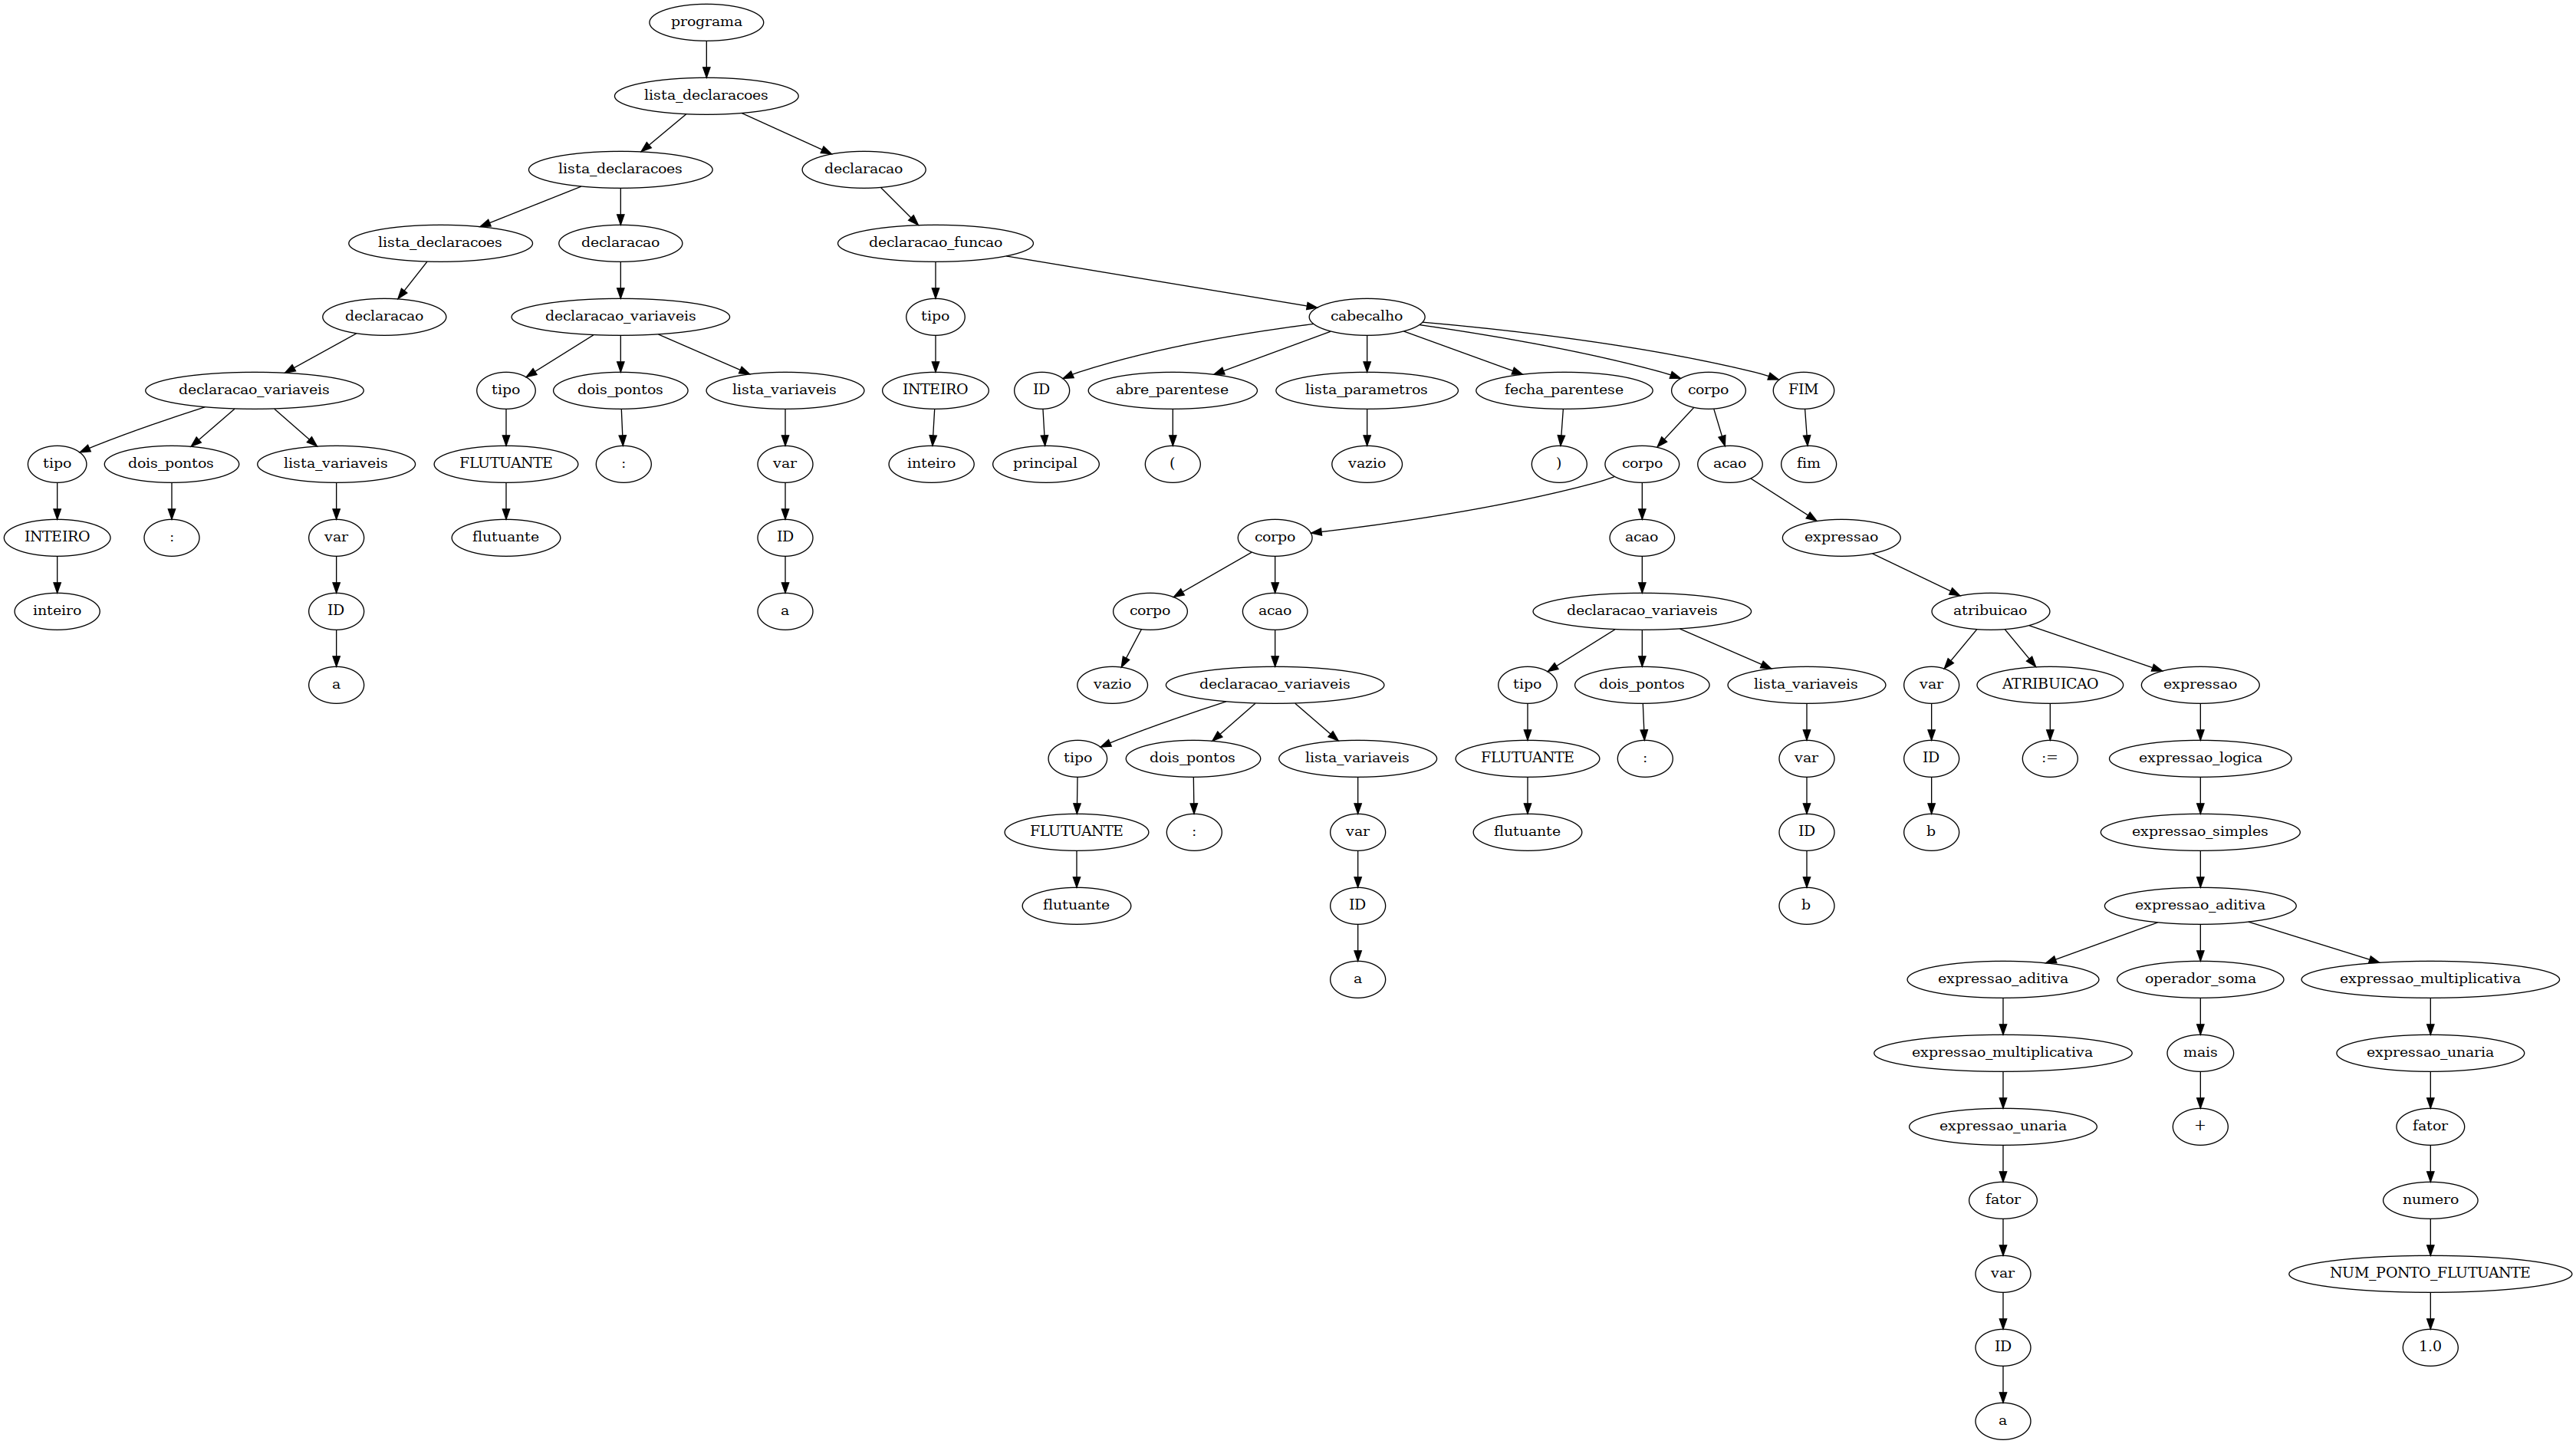 programa
lista_declaracoes
lista_declaracoes declaracao
lista_declaracoes declaracao declaracao_funcao
declaracao declaracao_variaveis tipo cabecalho
declaracao_variaveis tipo dois_pontos lista_variaveis INTEIRO ID abre_parentese lista_parametros fecha_parentese corpo FIM
tipo dois_pontos lista_variaveis FLUTUANTE : var inteiro principal ( vazio ) corpo acao fim
INTEIRO : var flutuante ID corpo acao expressao
inteiro ID a corpo acao declaracao_variaveis atribuicao
a vazio declaracao_variaveis tipo dois_pontos lista_variaveis var ATRIBUICAO expressao
tipo dois_pontos lista_variaveis FLUTUANTE : var ID := expressao_logica
FLUTUANTE : var flutuante ID b expressao_simples
flutuante ID b expressao_aditiva
a expressao_aditiva operador_soma expressao_multiplicativa
expressao_multiplicativa mais expressao_unaria
expressao_unaria + fator
fator numero
var NUM_PONTO_FLUTUANTE
ID 1.0
a